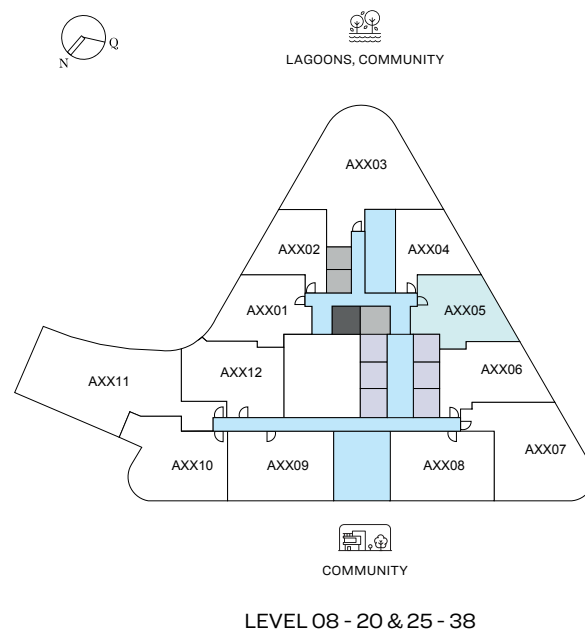 N
Q
LAGOONS, COMMUNITY
AXX03
AXX02
AXX04
AXX01
AXX05
AXX11
AXX12
AXX06
AXX10
AXX09
AXX08
AXX07
COMMUNITY
LEVEL 08 - 20 & 25 - 38